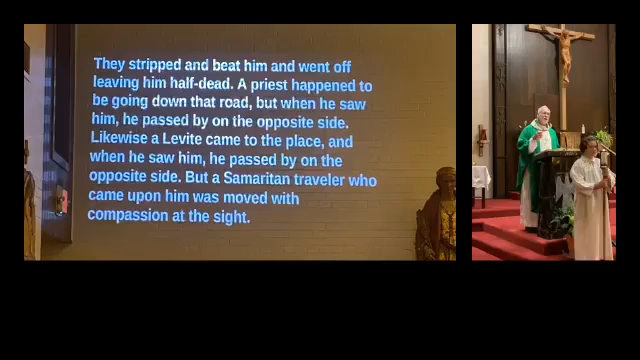 They stripped and beat him and went off
leaving him half-dead. A priest happened to
be going down that road, but when he saw
him, he passed by on the opposite side.
Likewise a Levite came to the place, and
when he saw him, he passed by on the
opposite side. But a Samaritan traveler who
came upon him was moved with
compassion at the sight.